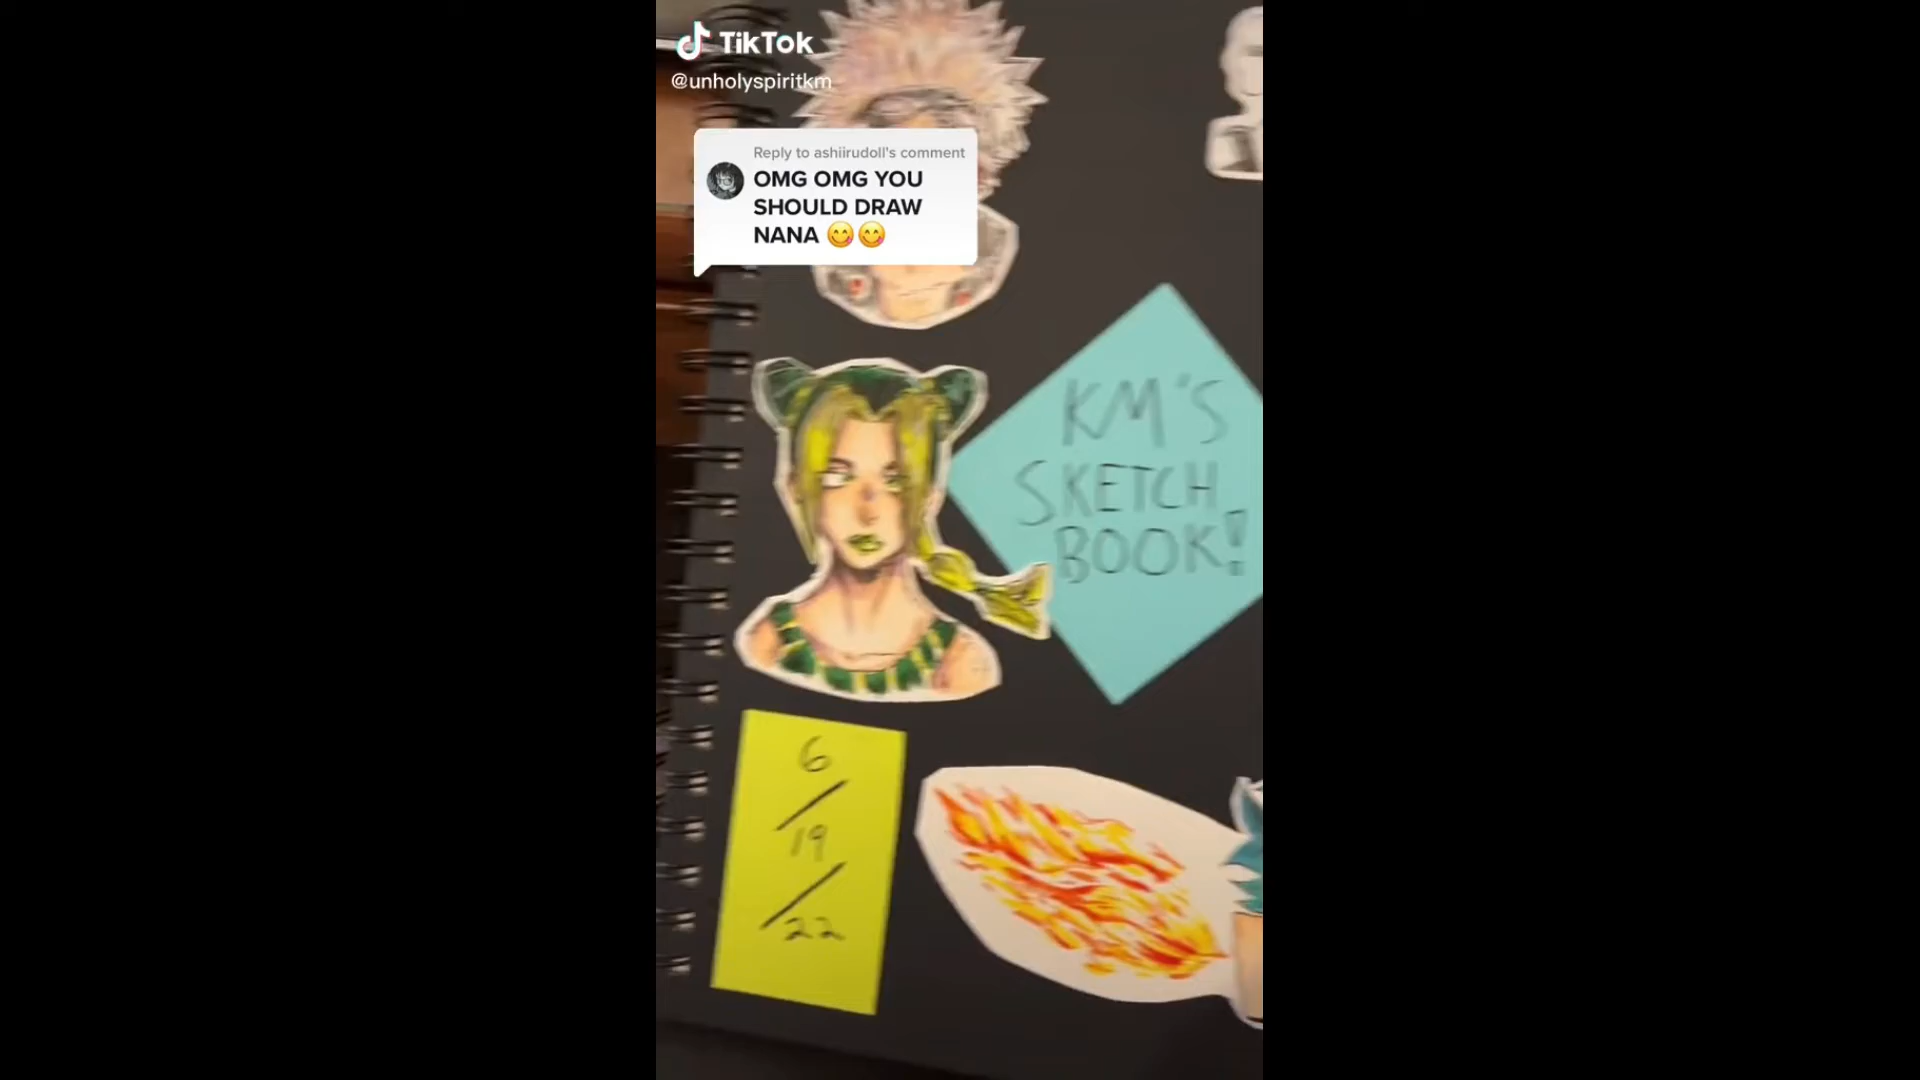 TikTok
@unholyspiritkm
Reply to ashiirudoll's comment
OMG OMG YOU
SHOULD DRAW
NANA 😋😋
KM'S
SKETCH
BOOK!
6
/
19
/
22